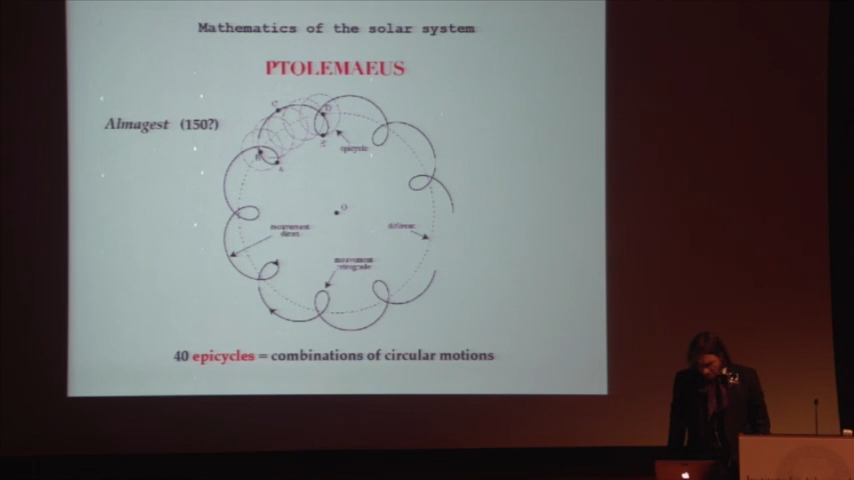 Mathematics of the solar system
PTOLEMAEUS
Almagest (150?)
C
D
B
A
epicycle
O
mouvement
direct
déférent
mouvement
rétrograde
40 epicycles = combinations of circular motions